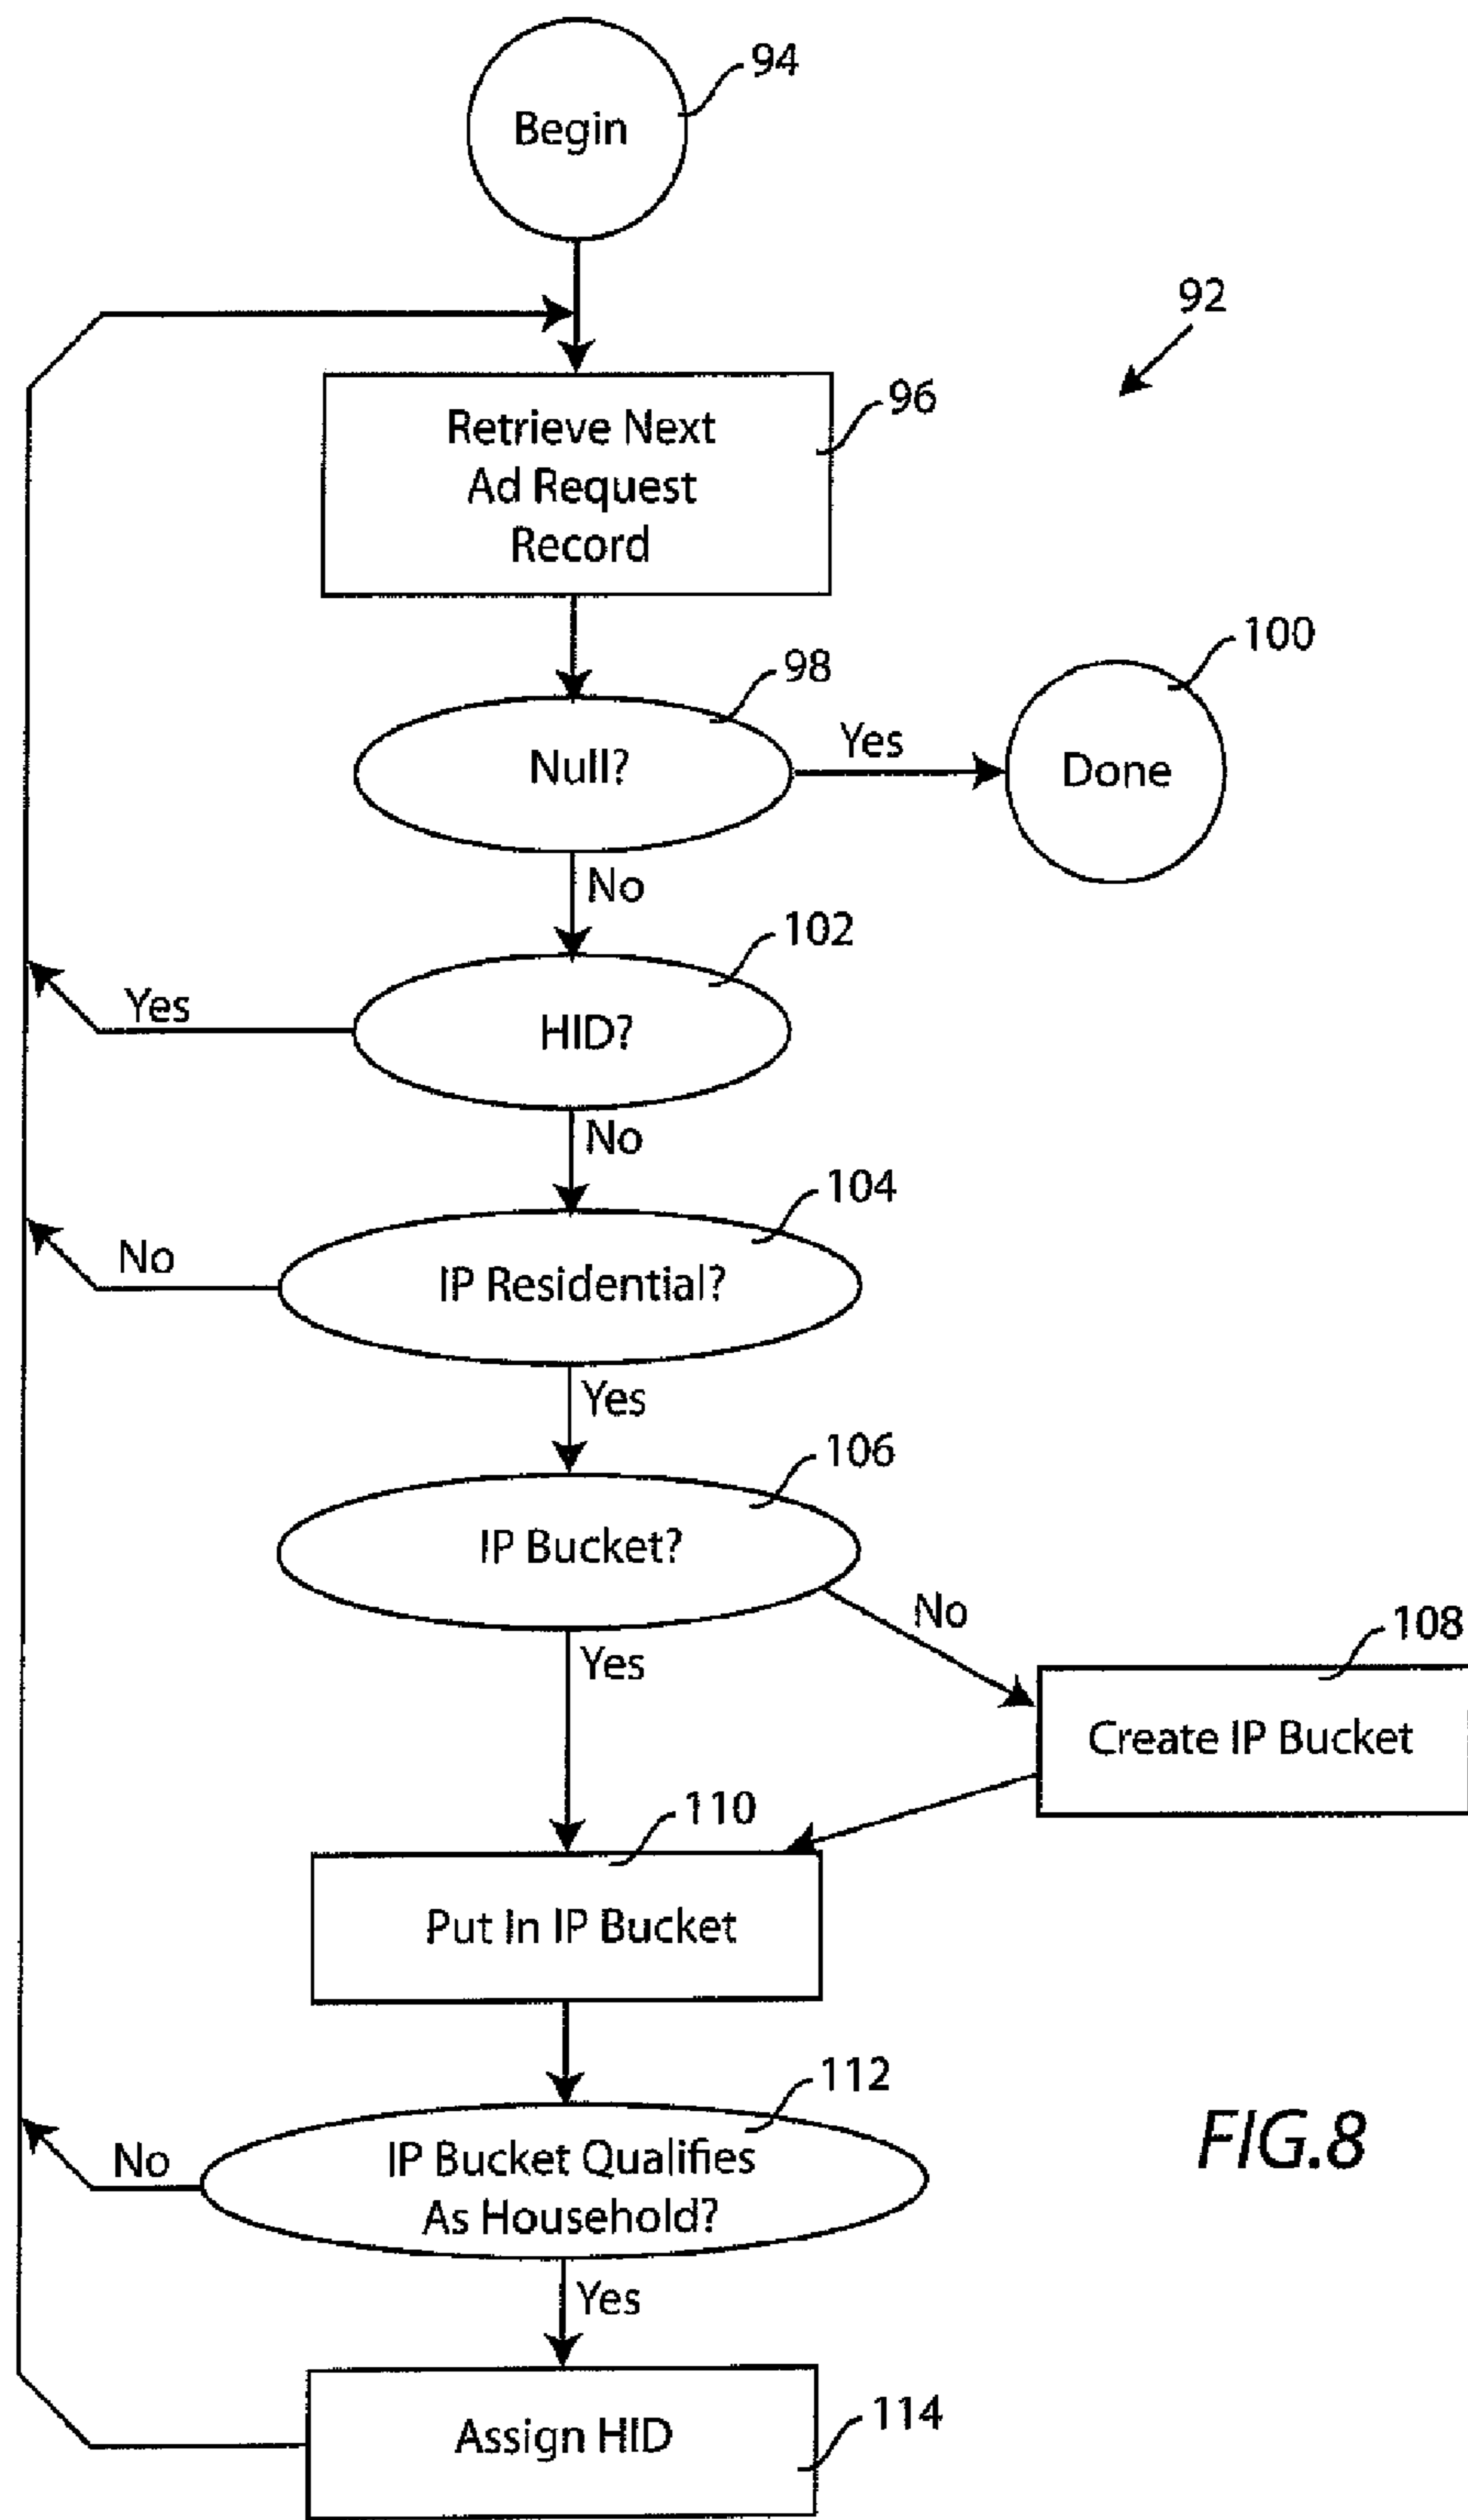 94
Begin
92
96
Retrieve Next
Ad Request
Record
98
100
Null?
Yes
Done
No
102
HID?
Yes
No
104
IP Residential?
No
Yes
106
IP Bucket?
No
Yes
108
Create IP Bucket
110
Put In IP Bucket
112
IP Bucket Qualifies
As Household?
No
FIG.8
Yes
Assign HID
114